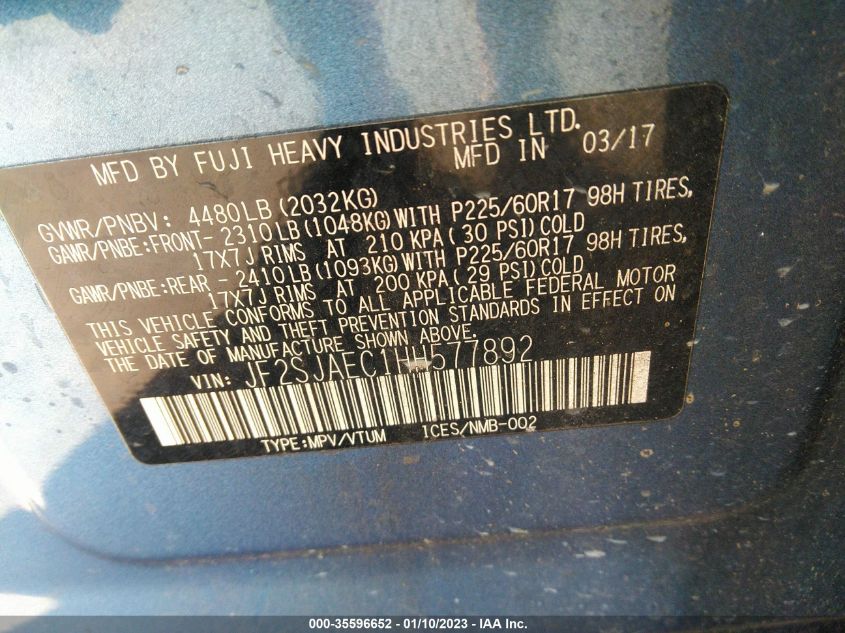 MFD BY FUJI HEAVY INDUSTRIES LTD.
MFD IN 03/17
GVWR/PNBV: 4480LB(2032KG)
GAWR/PNBE:FRONT- 2310LB(1048KG)WITH P225/60R17 98H TIRES,
17X7J RIMS AT 210 KPA( 30 PSI)COLD
GAWR/PNBE:REAR - 2410LB(1093KG)WITH P225/60R17 98H TIRES,
17X7J RIMS AT 200 KPA( 29 PSI)COLD
THIS VEHICLE CONFORMS TO ALL APPLICABLE FEDERAL MOTOR
VEHICLE SAFETY AND THEFT PREVENTION STANDARDS IN EFFECT ON
THE DATE OF MANUFACTURE SHOWN ABOVE.
VIN: JF2SJAEC1HH577892
TYPE:MPV/VTUM ICES/NMB-002
000-35596652 — 01/10/2023 — IAA Inc.